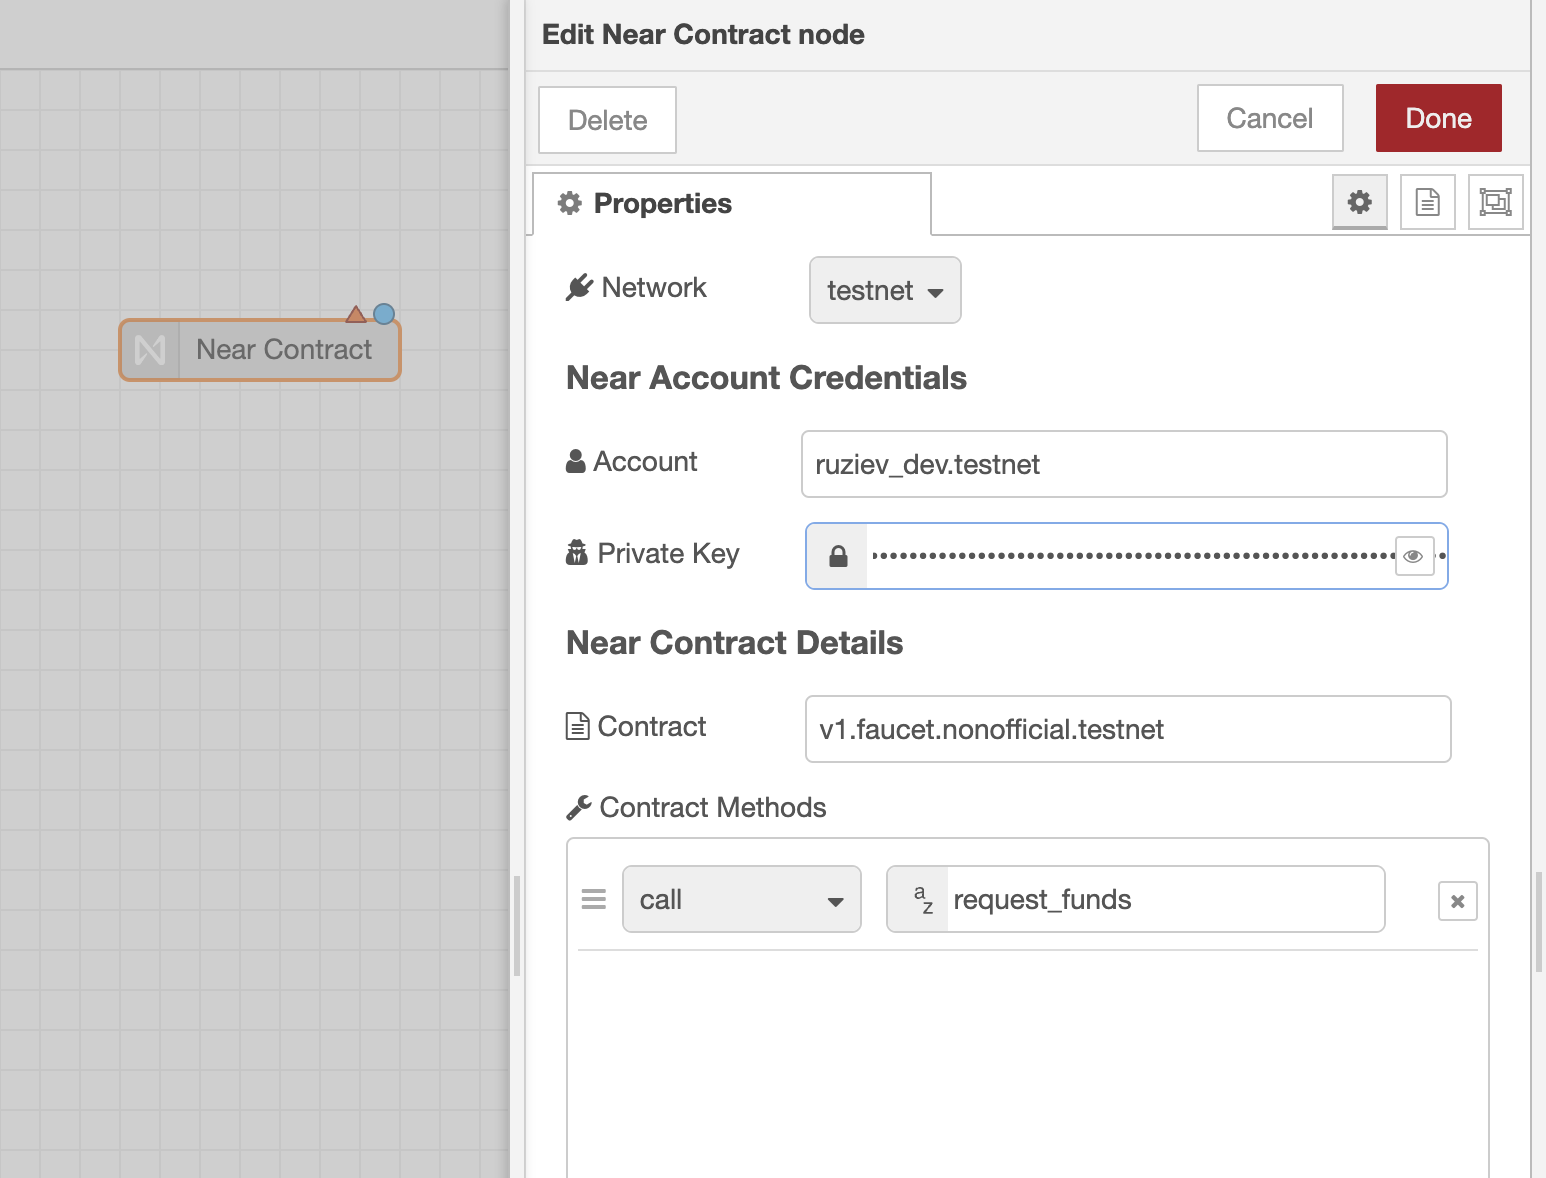 Edit Near Contract node
Delete
Cancel
Done
Properties
Near Contract
Network
testnet
Near Account Credentials
Account
ruziev_dev.testnet
Private Key
Near Contract Details
Contract
v1.faucet.nonofficial.testnet
Contract Methods
call
a
z
request_funds